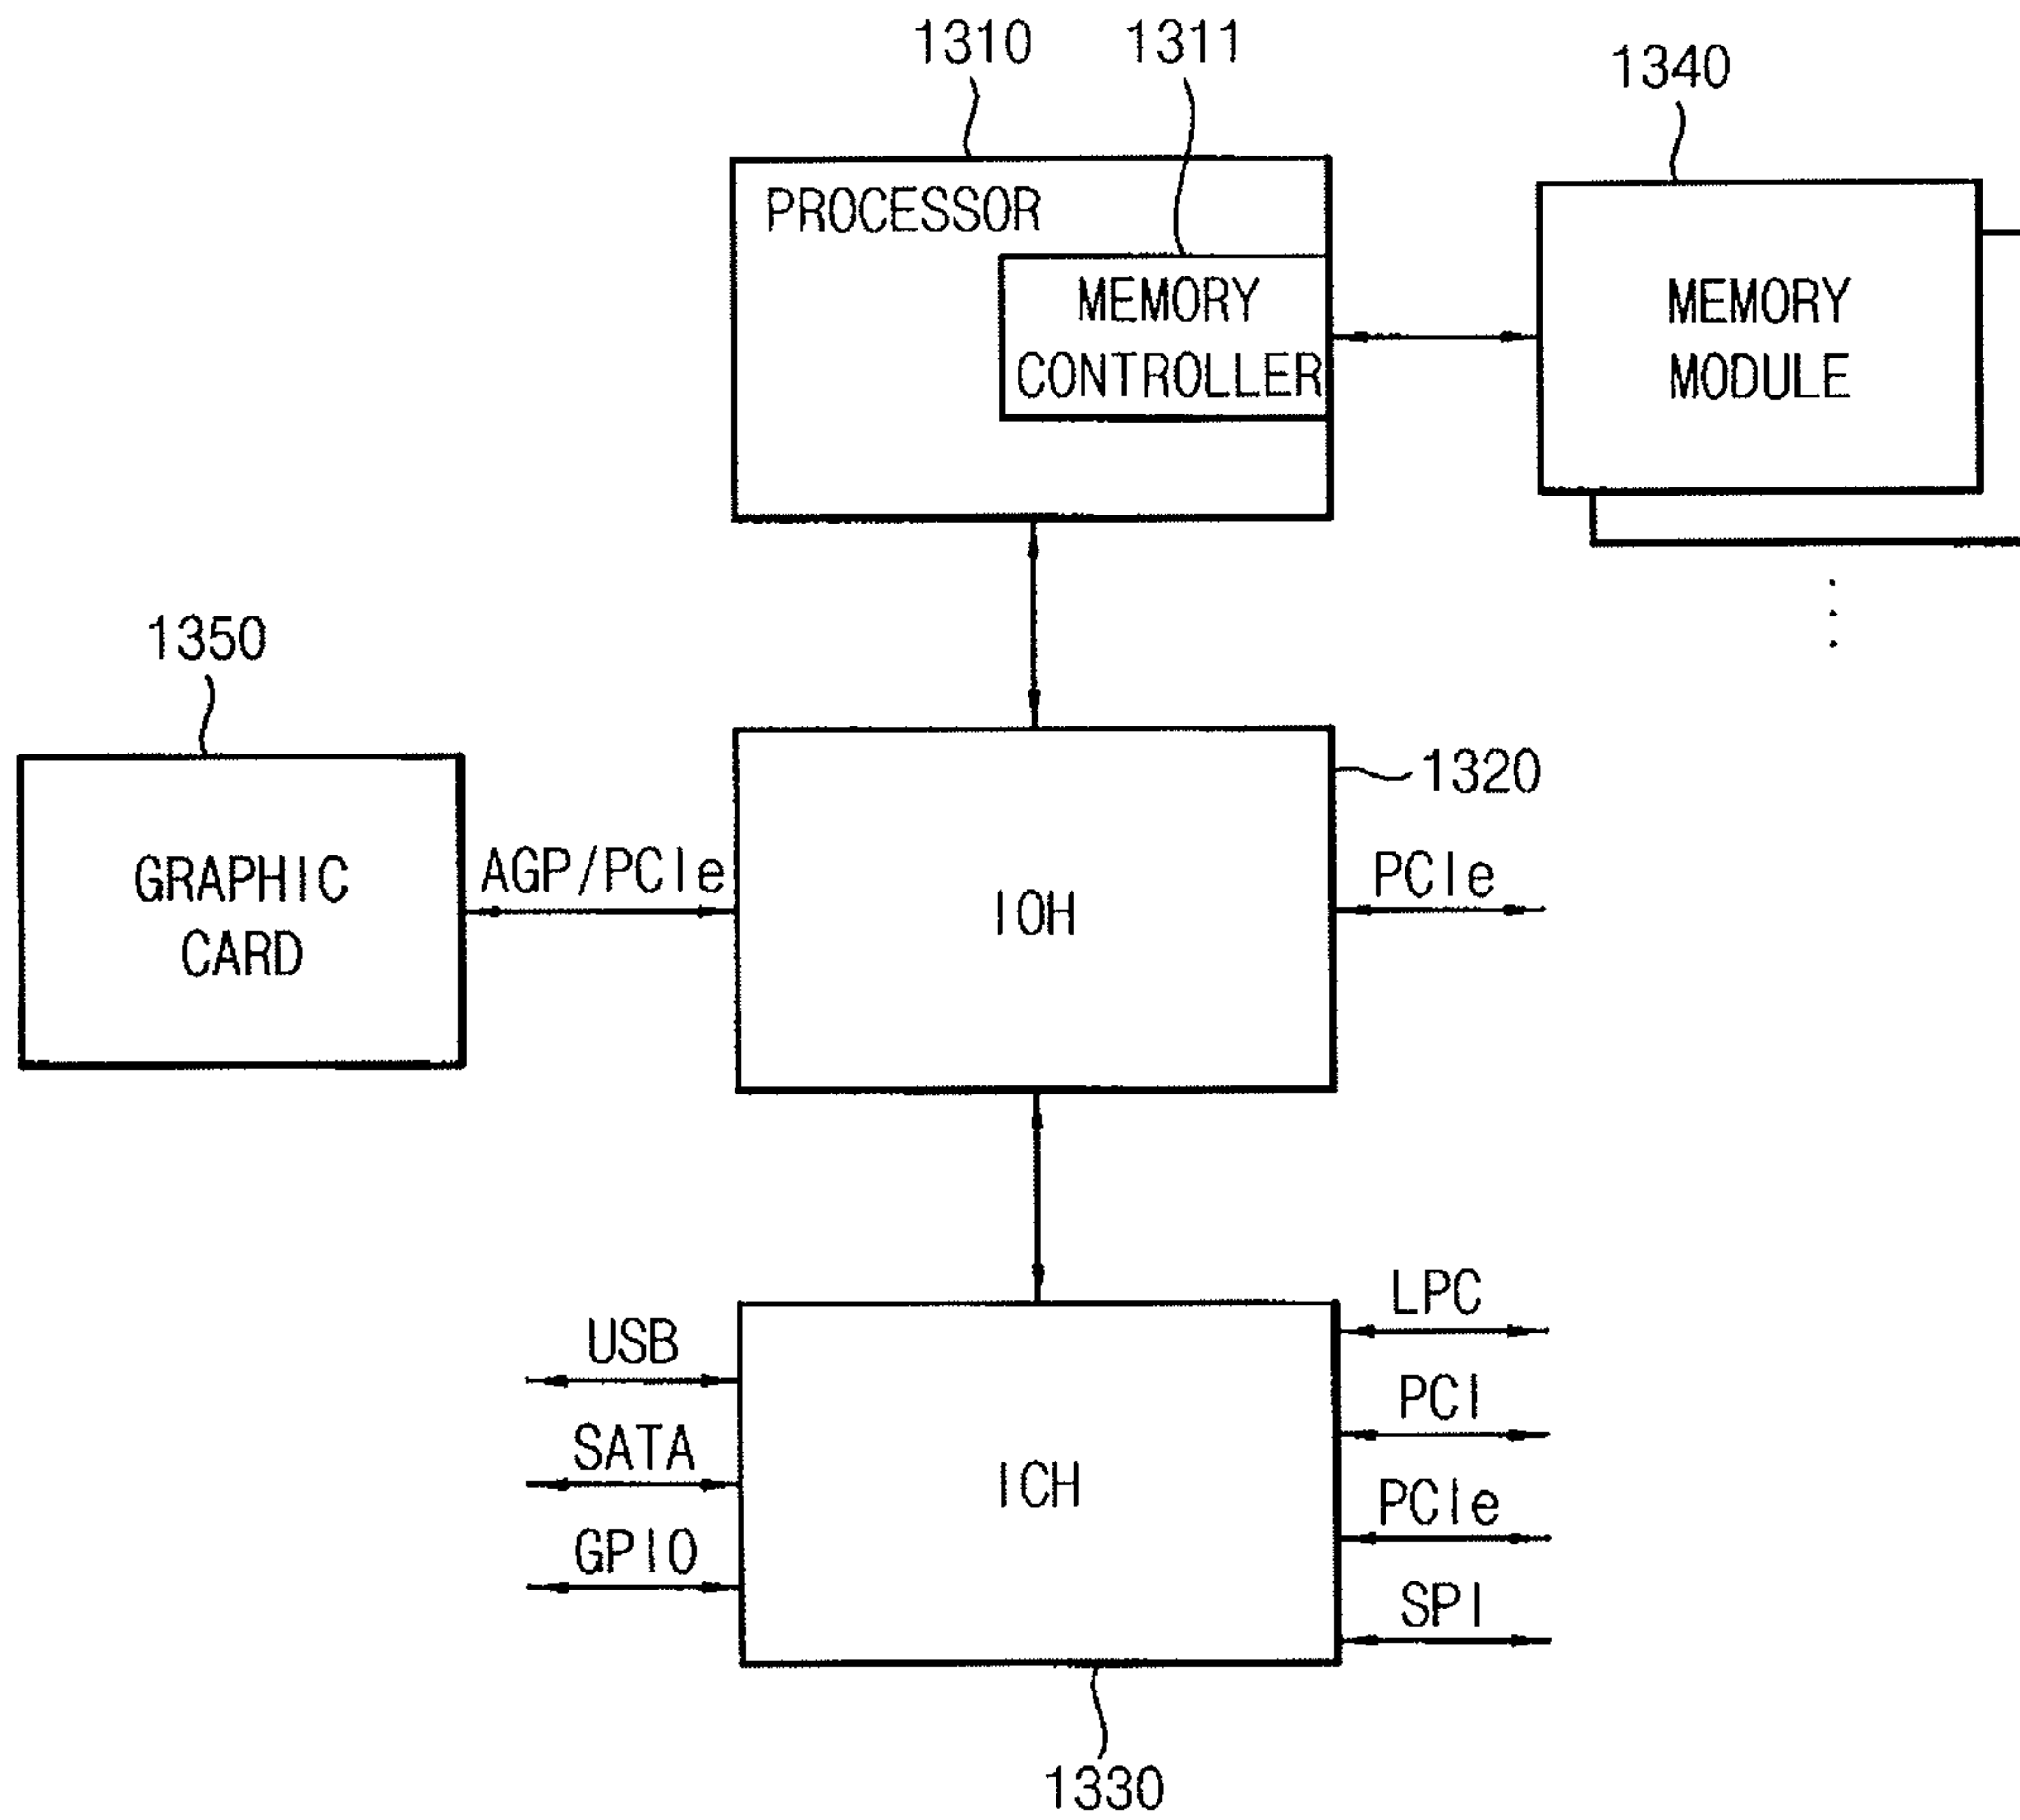 1310
1311
1340
PROCESSOR
MEMORY
CONTROLLER
MEMORY
MODULE
1350
1320
GRAPHIC
CARD
AGP/PCIe
IOH
PCIe
USB
SATA
GPIO
ICH
LPC
PCI
PCIe
SPI
1330